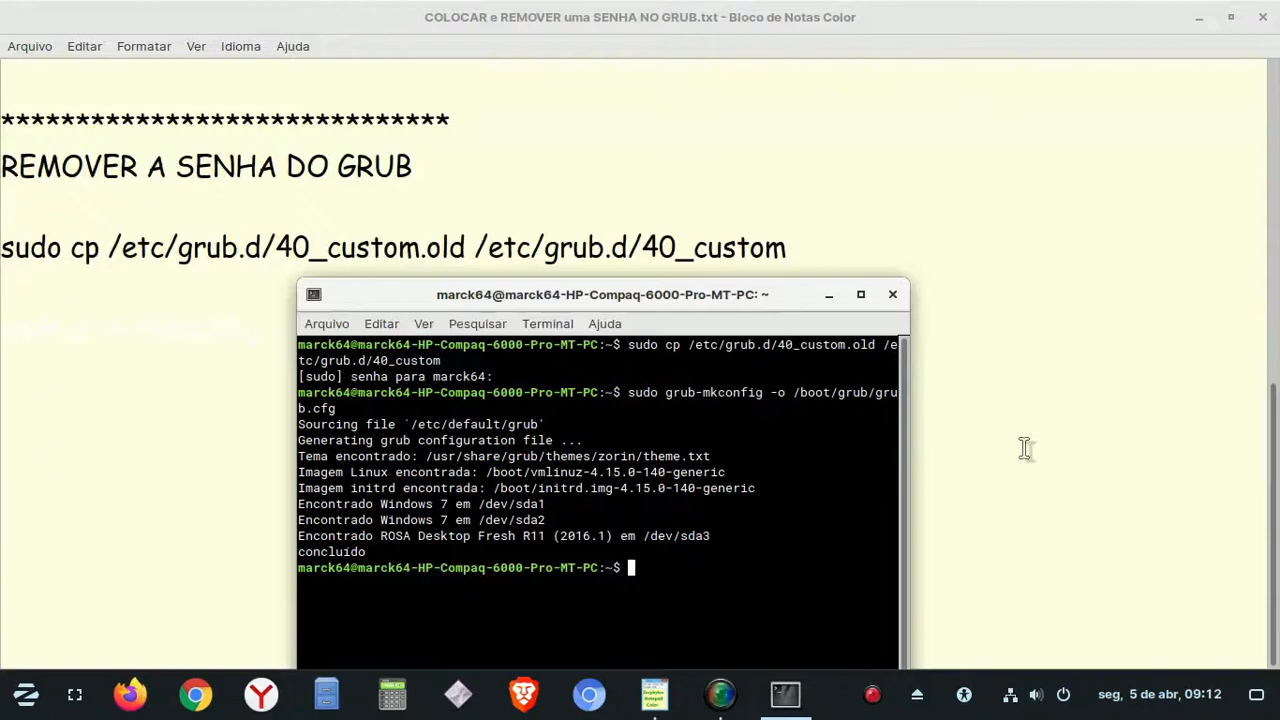 COLOCAR e REMOVER uma SENHA NO GRUB.txt - Bloco de Notas Color
Arquivo Editar Formatar Ver Idioma Ajuda
******************************
REMOVER A SENHA DO GRUB
sudo cp /etc/grub.d/40_custom.old /etc/grub.d/40_custom
marck64@marck64-HP-Compaq-6000-Pro-MT-PC: ~
Arquivo Editar Ver Pesquisar Terminal Ajuda
marck64@marck64-HP-Compaq-6000-Pro-MT-PC:~$ sudo cp /etc/grub.d/40_custom.old /e
tc/grub.d/40_custom
[sudo] senha para marck64:
marck64@marck64-HP-Compaq-6000-Pro-MT-PC:~$ sudo grub-mkconfig -o /boot/grub/gru
b.cfg
Sourcing file `/etc/default/grub'
Generating grub configuration file ...
Tema encontrado: /usr/share/grub/themes/zorin/theme.txt
Imagem Linux encontrada: /boot/vmlinuz-4.15.0-140-generic
Imagem initrd encontrada: /boot/initrd.img-4.15.0-140-generic
Encontrado Windows 7 em /dev/sda1
Encontrado Windows 7 em /dev/sda2
Encontrado ROSA Desktop Fresh R11 (2016.1) em /dev/sda3
concluído
marck64@marck64-HP-Compaq-6000-Pro-MT-PC:~$
seg, 5 de abr, 09:12